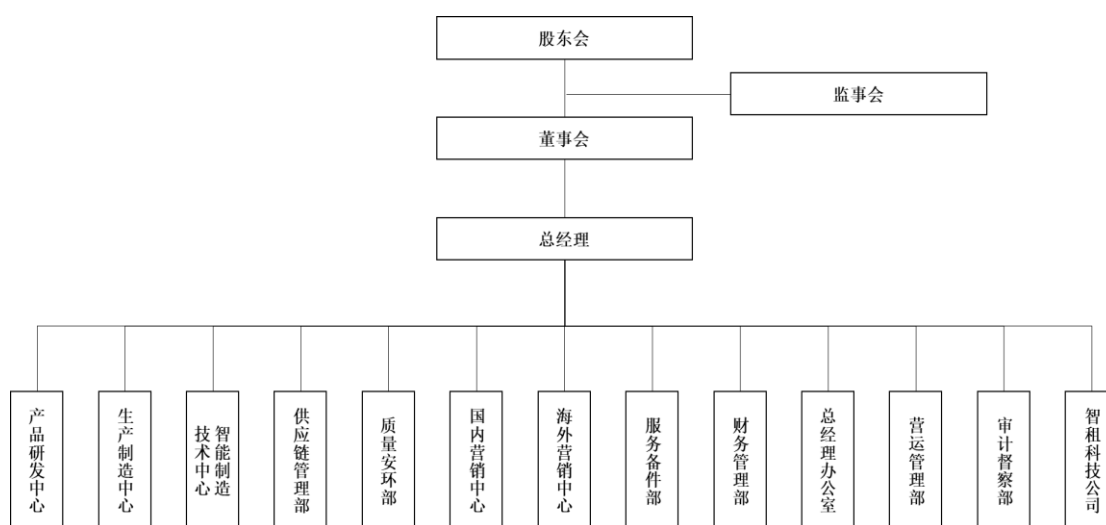 股东会
监事会
董事会
总经理
产品研发中心
生产制造中心
智能制造
技术中心
供应链管理部
质量安环部
国内营销中心
海外营销中心
服务备件部
财务管理部
总经理办公室
营运管理部
审计督察部
智租科技公司